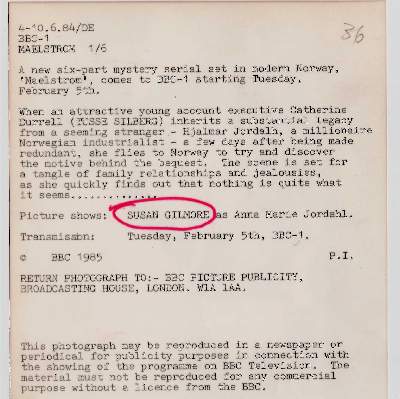 4-10.6.84/DE
BBC-1
MAELSTROM 1/6
36
A new six-part mystery serial set in modern Norway,
'Maelstrom', comes to BBC-1 starting Tuesday,
February 5th.
When an attractive young account executive Catherine
Durrell (TUSSE SILBERG) inherits a substantial legacy
from a seeming stranger - Hjalmar Jordahl, a millionaire
Norwegian industrialist - a few days after being made
redundant, she flies to Norway to try and discover
the motive behind the bequest. The scene is set for
a tangle of family relationships and jealousies,
as she quickly finds out that nothing is quite what
it seems..............
Picture shows: SUSAN GILMORE as Anna Marie Jordahl.
Transmissbn: Tuesday, February 5th, BBC-1.
© BBC 1985 P.I.
RETURN PHOTOGRAPH TO:- BBC PICTURE PUBLICITY,
BROADCASTING HOUSE, LONDON. W1A 1AA.
This photograph may be reproduced in a newspaper or
periodical for publicity purposes in connection with
the showing of the programme on BBC Television. The
material must not be reproduced for any commercial
purpose without a licence from the BBC.